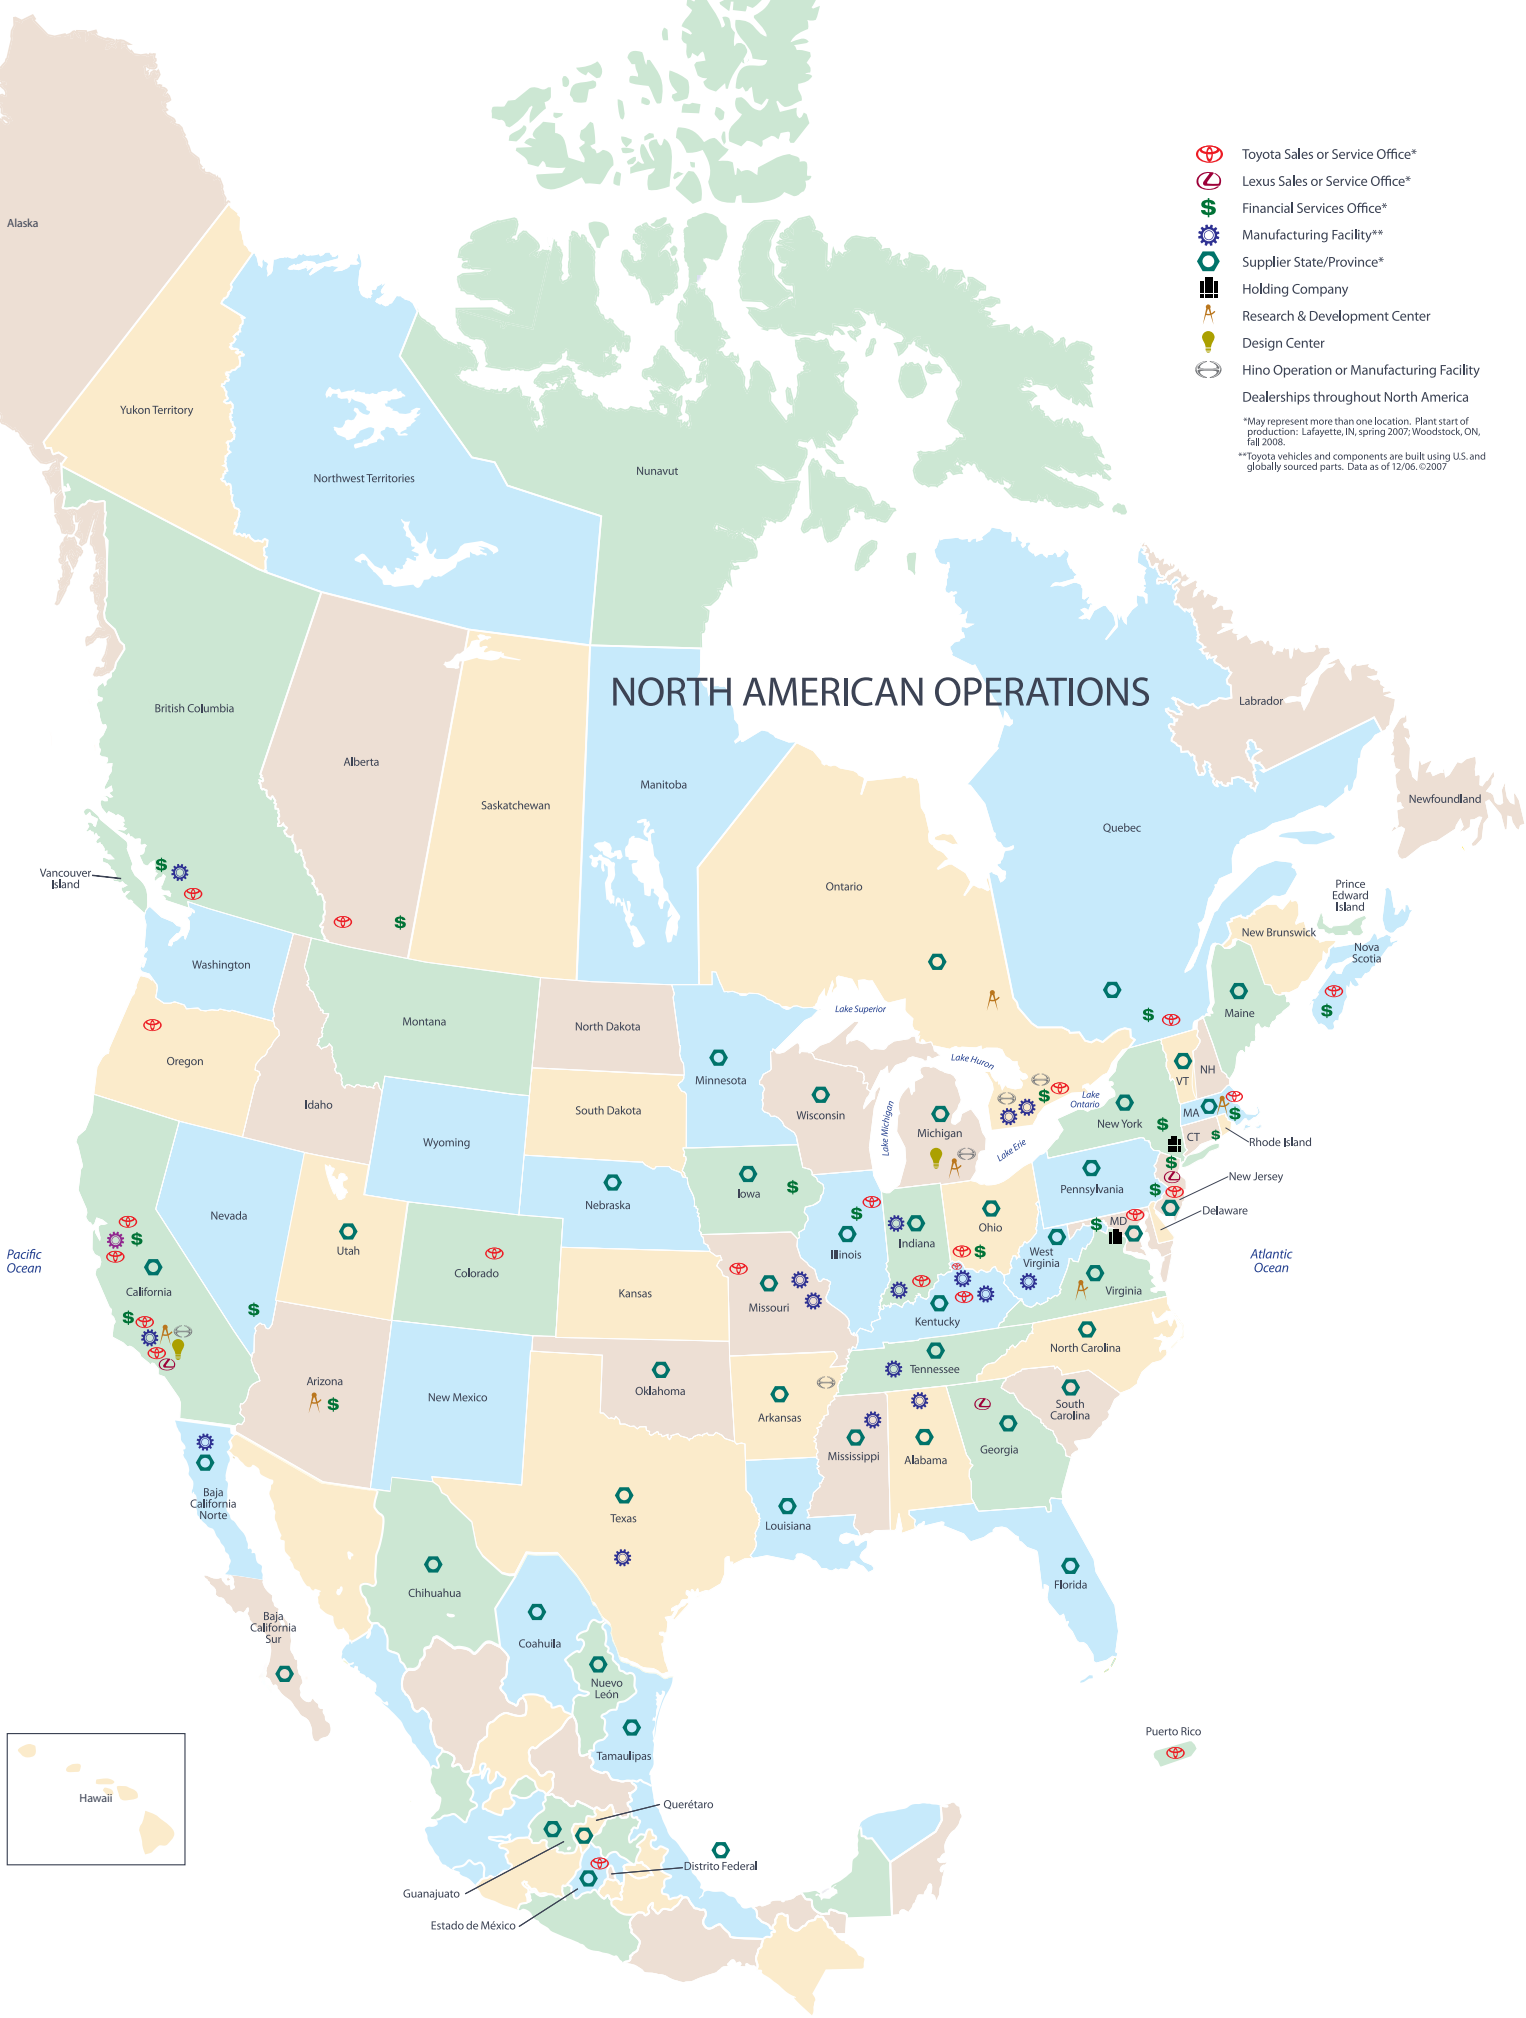 Toyota Sales or Service Office*
Lexus Sales or Service Office*
$ Financial Services Office*
Manufacturing Facility**
Supplier State/Province*
Holding Company
Research & Development Center
Design Center
Hino Operation or Manufacturing Facility
Dealerships throughout North America
*May represent more than one location. Plant start of
production: Lafayette, IN, spring 2007; Woodstock, ON,
fall 2008.
**Toyota vehicles and components are built using U.S. and
globally sourced parts. Data as of 12/06. ©2007
Alaska
Yukon Territory
Northwest Territories
Nunavut
NORTH AMERICAN OPERATIONS
British Columbia
Alberta
Saskatchewan
Manitoba
Ontario
Quebec
Labrador
Newfoundland
Vancouver
Island
Prince
Edward
Island
New Brunswick
Nova
Scotia
Washington
Oregon
Idaho
Montana
North Dakota
South Dakota
Minnesota
Wisconsin
Lake Superior
Lake Huron
Lake Michigan
Lake Erie
Lake
Ontario
Michigan
Maine
VT
NH
New York
MA
CT
Rhode Island
New Jersey
Delaware
Pennsylvania
MD
Wyoming
Nebraska
Iowa
Nevada
Utah
Colorado
Kansas
Missouri
Illinois
Indiana
Ohio
West
Virginia
Virginia
Kentucky
Pacific
Ocean
Atlantic
Ocean
California
Arizona
New Mexico
Oklahoma
Arkansas
Tennessee
North Carolina
South
Carolina
Mississippi
Alabama
Georgia
Texas
Louisiana
Florida
Baja
California
Norte
Baja
California
Sur
Chihuahua
Coahuila
Nuevo
León
Tamaulipas
Puerto Rico
Hawaii
Querétaro
Distrito Federal
Guanajuato
Estado de México